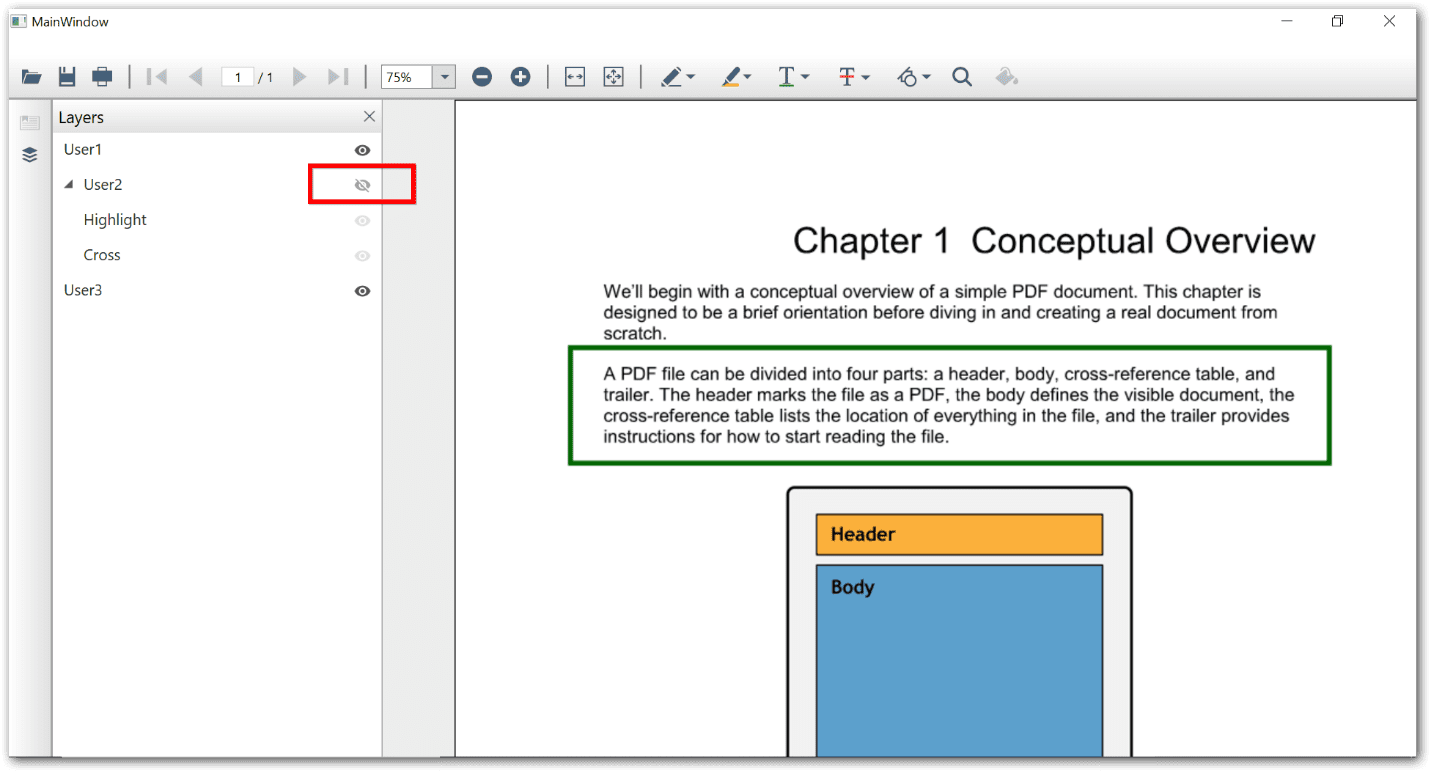 MainWindow
1 / 1
75%
Layers
User1
User2
Highlight
Cross
User3
Chapter 1 Conceptual Overview
We'll begin with a conceptual overview of a simple PDF document. This chapter is
designed to be a brief orientation before diving in and creating a real document from
scratch.
A PDF file can be divided into four parts: a header, body, cross-reference table, and
trailer. The header marks the file as a PDF, the body defines the visible document, the
cross-reference table lists the location of everything in the file, and the trailer provides
instructions for how to start reading the file.
Header
Body